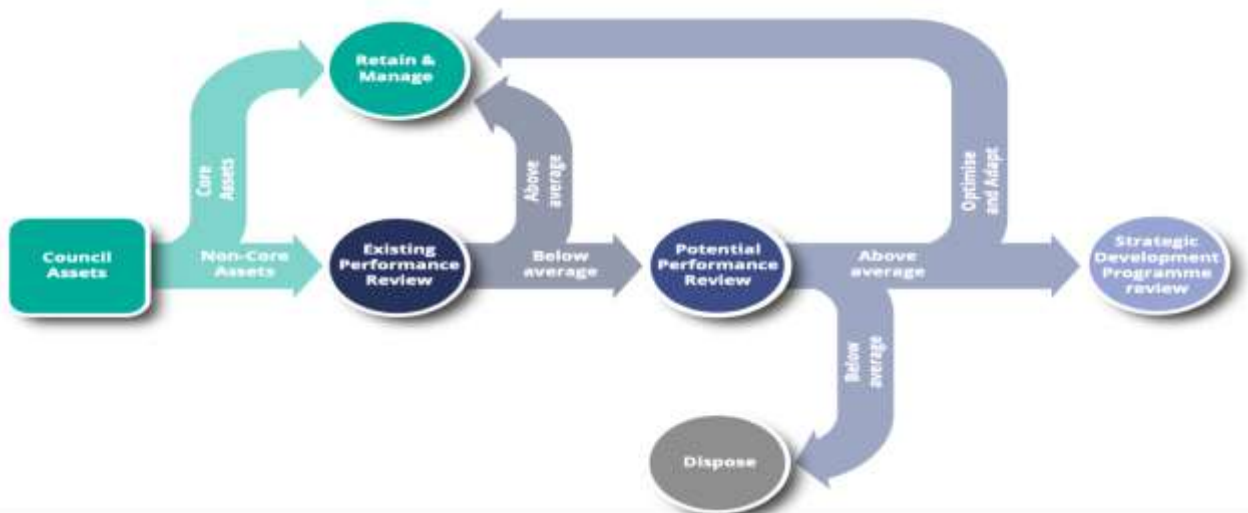 Retain &
Manage
Core
Assets
Above
average
Optimise
and Adapt
Council
Assets
Non-Core
Assets
Existing
Performance
Review
Below
average
Potential
Performance
Review
Above
average
Strategic
Development
Programme
review
Below
average
Dispose